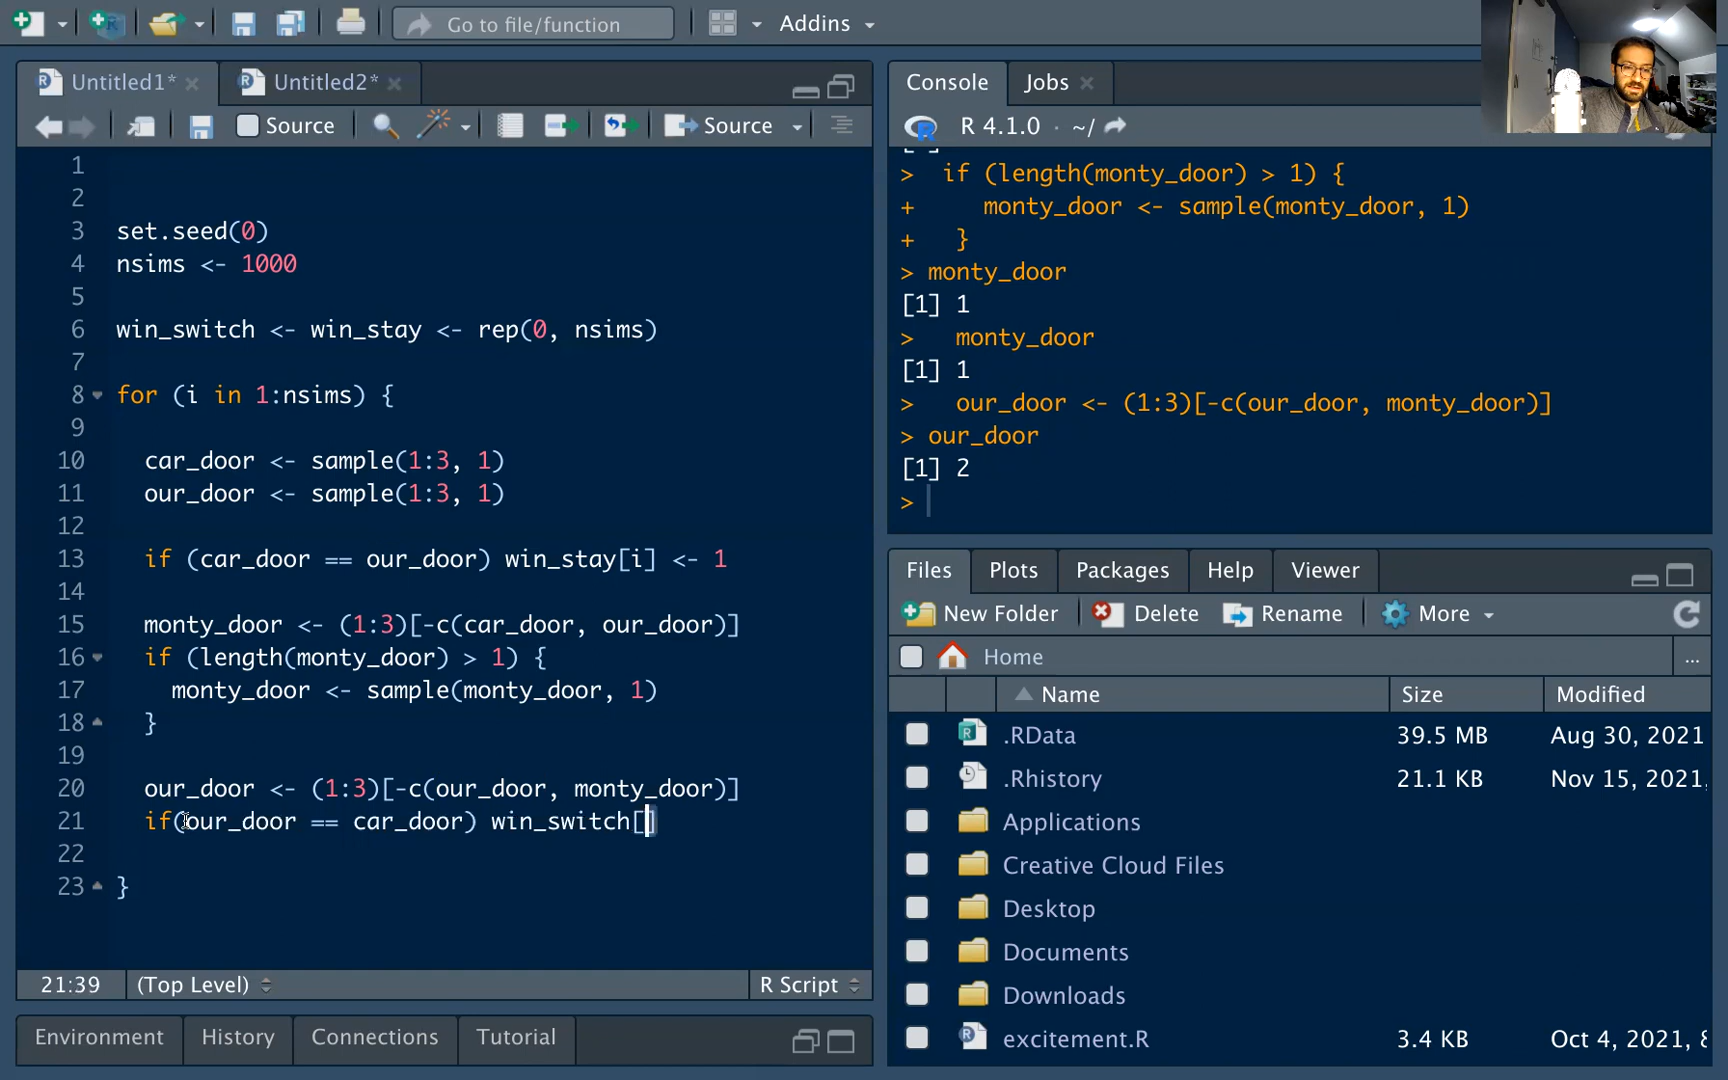 Go to file/function
Addins
Untitled1*
Untitled2*
Source
Source
1
2
3 set.seed(0)
4 nsims <- 1000
5
6 win_switch <- win_stay <- rep(0, nsims)
7
8 for (i in 1:nsims) {
9
10 car_door <- sample(1:3, 1)
11 our_door <- sample(1:3, 1)
12
13 if (car_door == our_door) win_stay[i] <- 1
14
15 monty_door <- (1:3)[-c(car_door, our_door)]
16 if (length(monty_door) > 1) {
17 monty_door <- sample(monty_door, 1)
18 }
19
20 our_door <- (1:3)[-c(our_door, monty_door)]
21 if(our_door == car_door) win_switch[]
22
23 }
21:39 (Top Level) R Script
Environment History Connections Tutorial
Console Jobs
R 4.1.0 · ~/
> if (length(monty_door) > 1) {
+ monty_door <- sample(monty_door, 1)
+ }
> monty_door
[1] 1
> monty_door
[1] 1
> our_door <- (1:3)[-c(our_door, monty_door)]
> our_door
[1] 2
>
Files Plots Packages Help Viewer
New Folder Delete Rename More
Home ...
Name Size Modified
.RData 39.5 MB Aug 30, 2021
.Rhistory 21.1 KB Nov 15, 2021,
Applications
Creative Cloud Files
Desktop
Documents
Downloads
excitement.R 3.4 KB Oct 4, 2021, 8